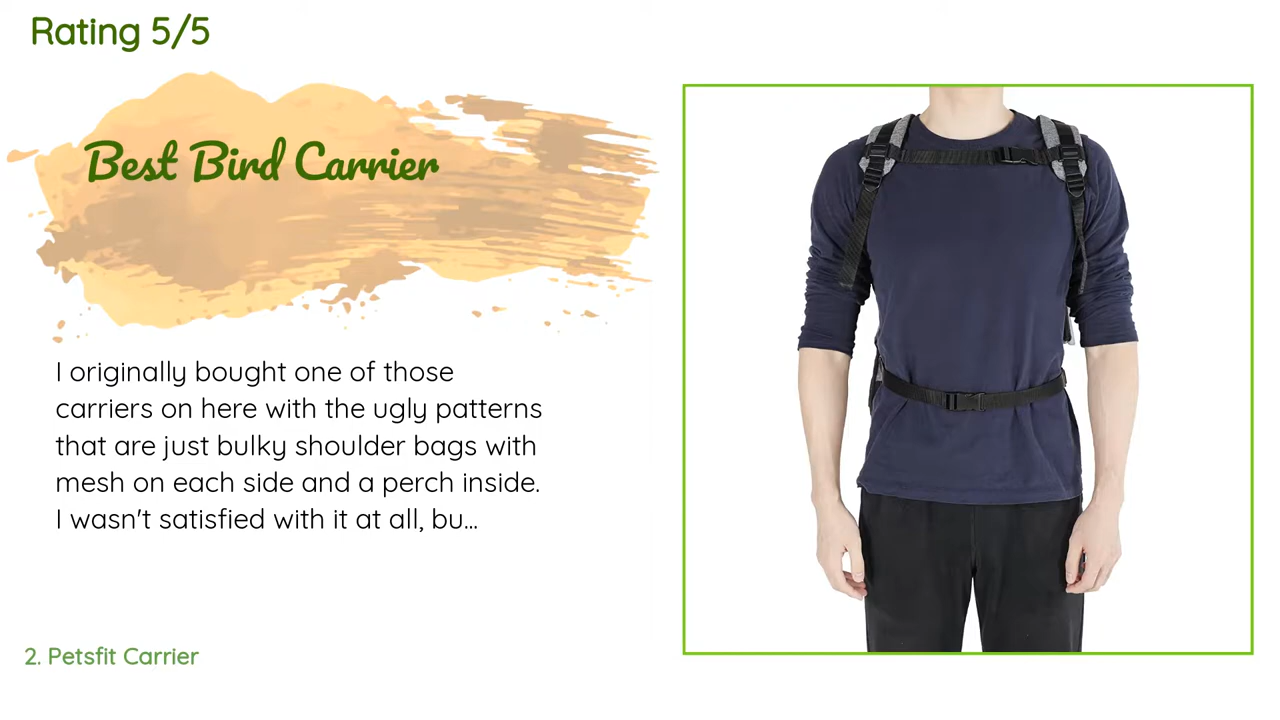 Rating 5/5
Best Bird Carrier
I originally bought one of those
carriers on here with the ugly patterns
that are just bulky shoulder bags with
mesh on each side and a perch inside.
I wasn't satisfied with it at all, bu...
2. Petsfit Carrier